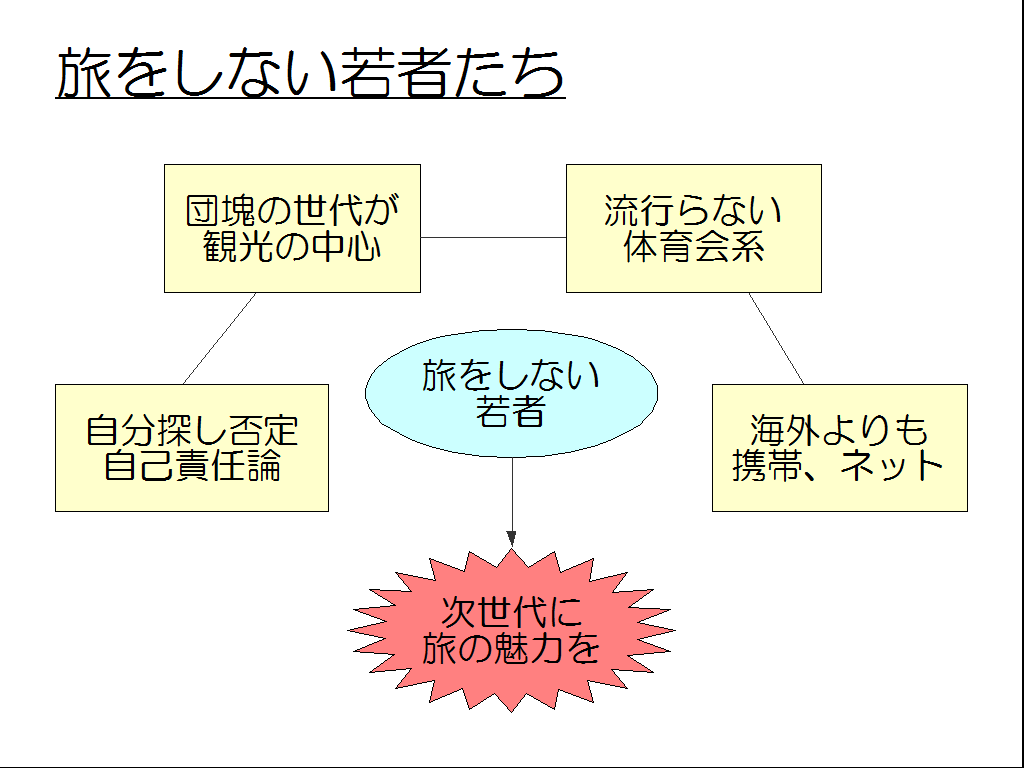 旅をしない若者たち
団塊の世代が
観光の中心
流行らない
体育会系
旅をしない
若者
自分探し否定
自己責任論
海外よりも
携帯、ネット
次世代に
旅の魅力を